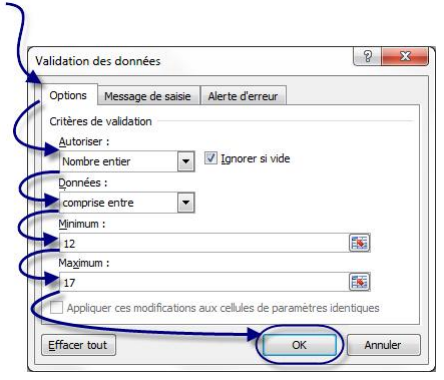 Validation des données
Options Message de saisie Alerte d'erreur
Critères de validation
Autoriser :
Nombre entier Ignorer si vide
Données :
comprise entre
Minimum :
12
Maximum :
17
Appliquer ces modifications aux cellules de paramètres identiques
Effacer tout OK Annuler